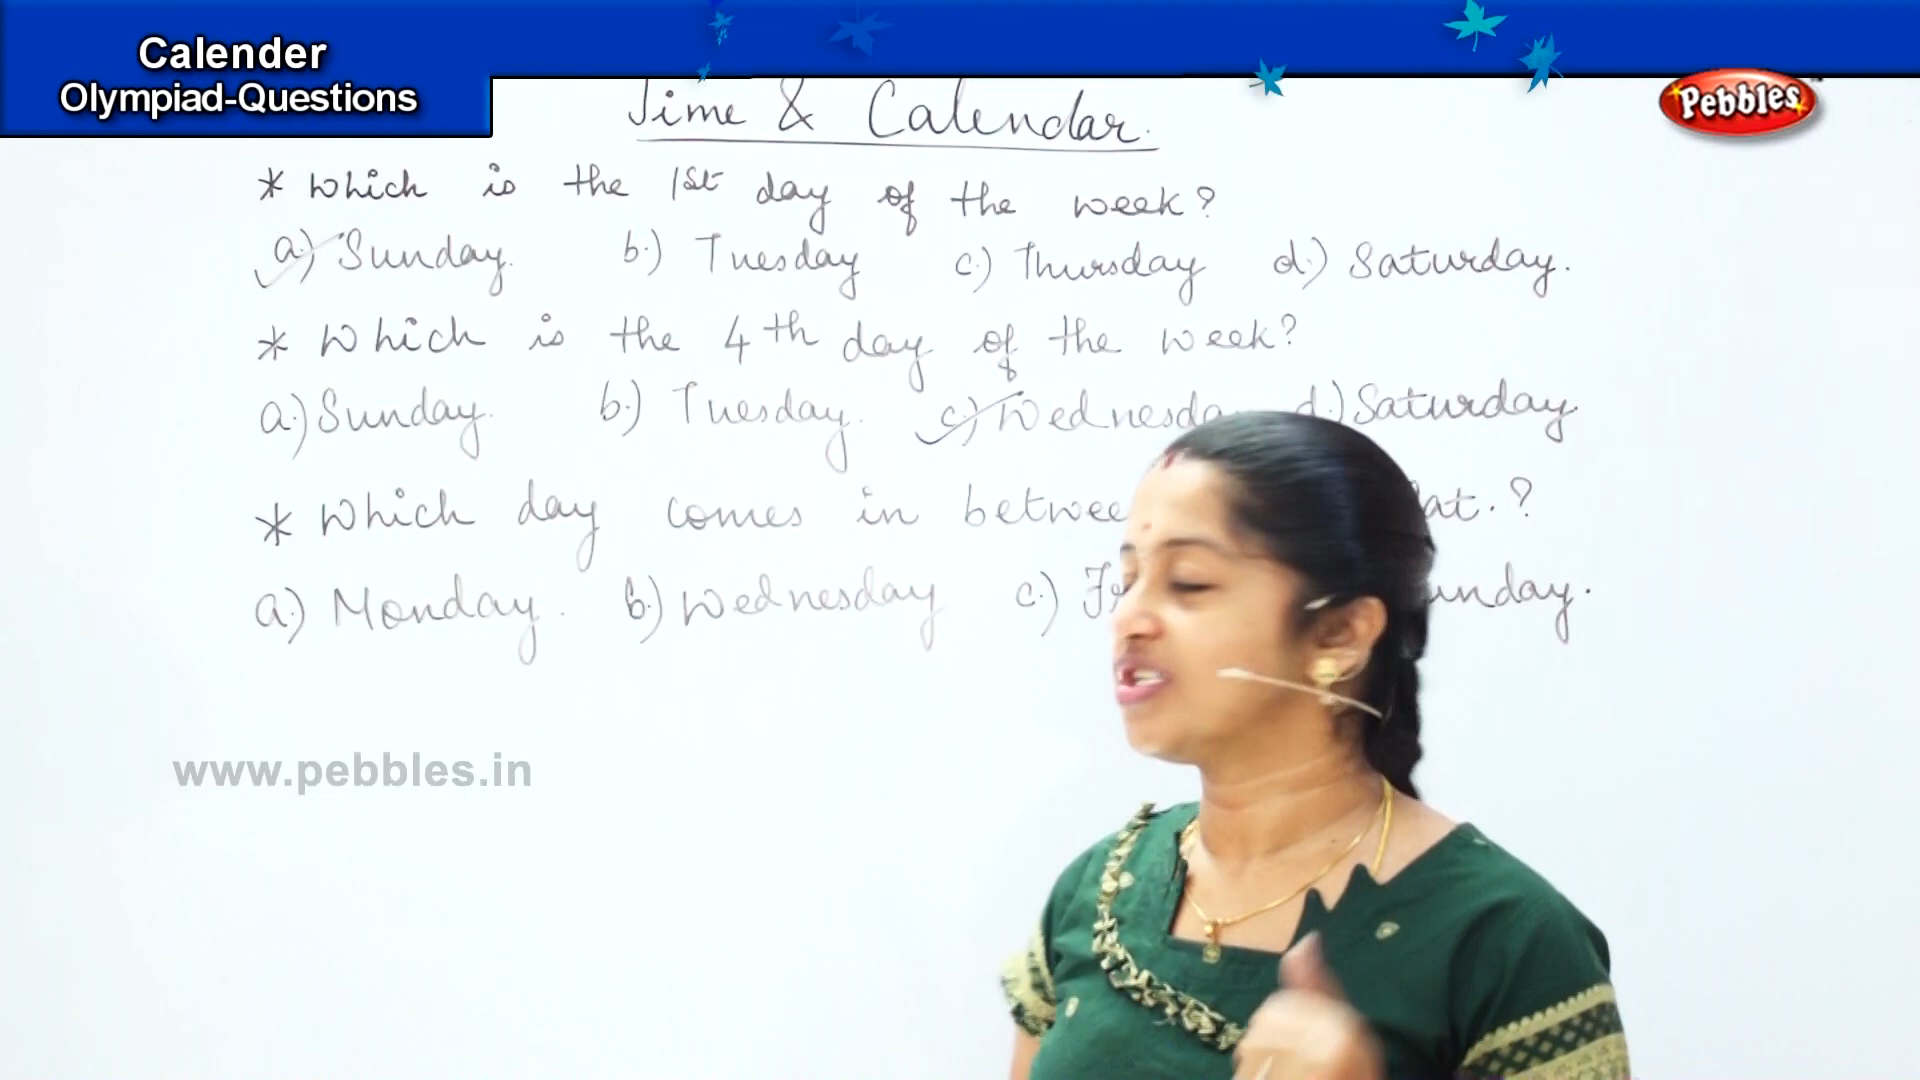 Calender
Olympiad-Questions
Pebbles
Time & Calendar.
* Which is the 1st day of the week?
a.) Sunday. b.) Tuesday c.) Thursday d.) Saturday.
* Which is the 4th day of the week?
a.) Sunday. b.) Tuesday. c.) Wednesday d.) Saturday.
* Which day comes in at.?
a.) Monday. b.) Wednesday c.) unday.
www.pebbles.in